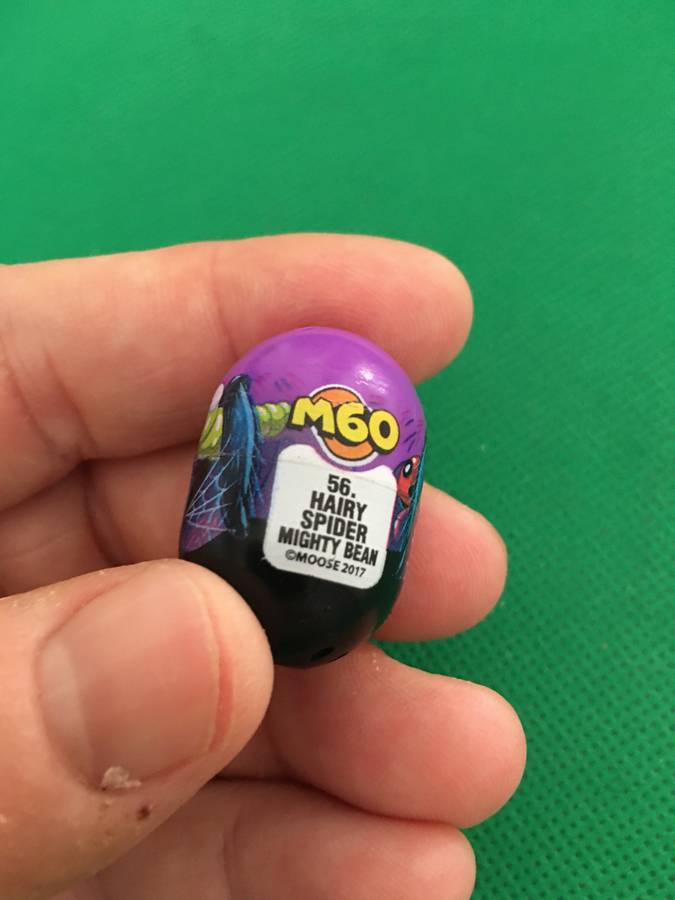 M60
56.
HAIRY
SPIDER
MIGHTY BEAN
©MOOSE 2017